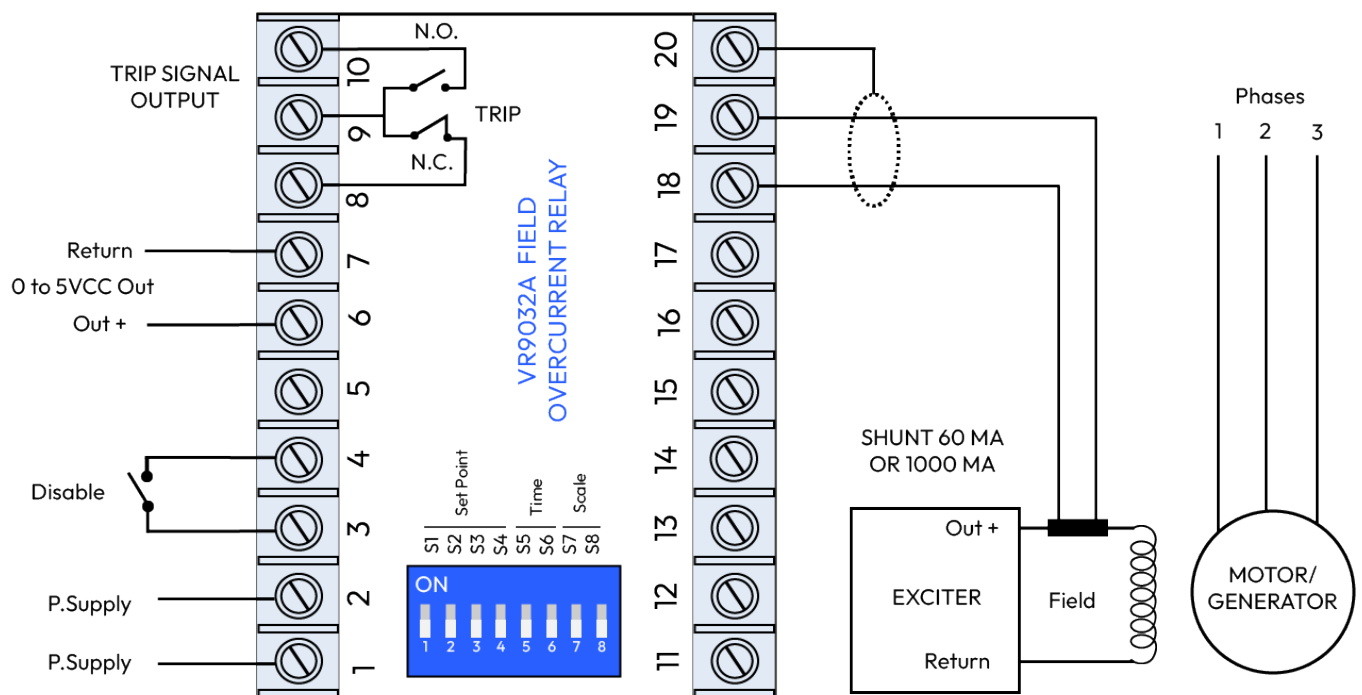 TRIP SIGNAL
OUTPUT
N.O.
TRIP
N.C.
10
9
8
Return
7
0 to 5VCC Out
Out +
6
5
4
Disable
3
P.Supply
2
P.Supply
1
VR9032A FIELD
OVERCURRENT RELAY
Set Point
Time
Scale
S1
S2
S3
S4
S5
S6
S7
S8
ON
1 2 3 4 5 6 7 8
20
19
18
17
16
15
14
13
12
11
SHUNT 60 MA
OR 1000 MA
Out +
EXCITER
Field
Return
Phases
1 2 3
MOTOR/
GENERATOR